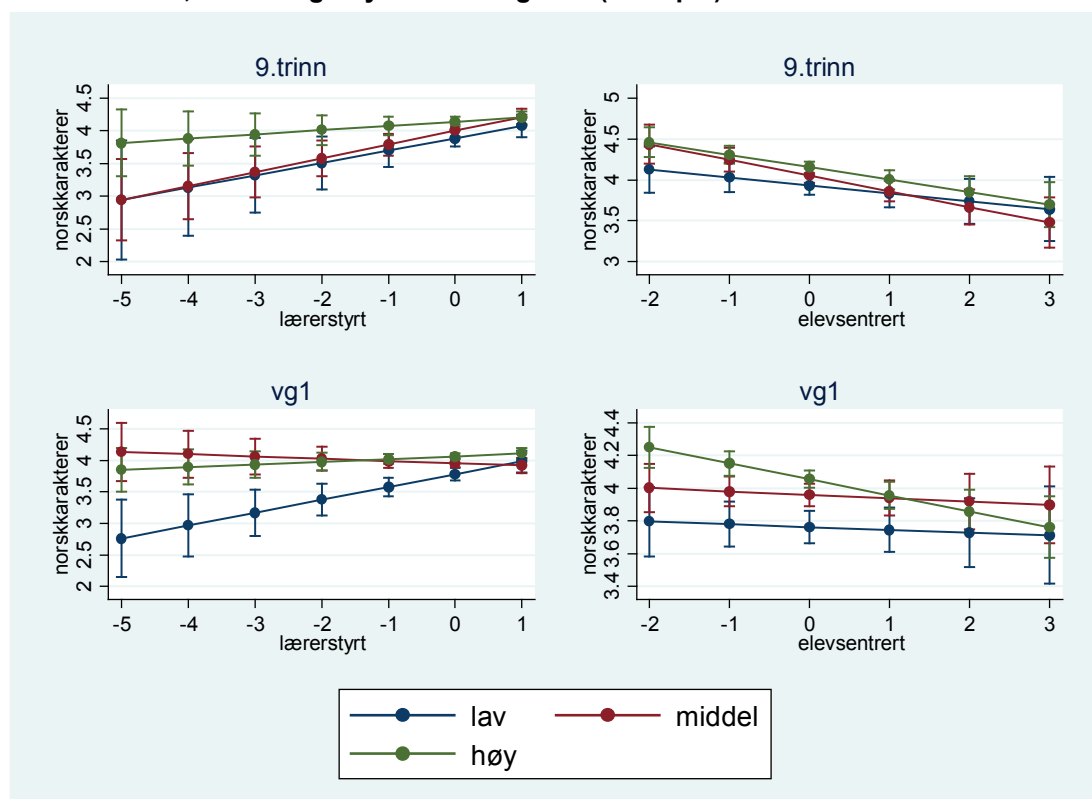 9.trinn
norskkarakterer
4.5
4
3.5
3
2.5
2
-5 -4 -3 -2 -1 0 1
lærerstyrt
9.trinn
norskkarakterer
5
4.5
4
3.5
3
-2 -1 0 1 2 3
elevsentrert
vg1
norskkarakterer
4.5
4
3.5
3
2.5
2
-5 -4 -3 -2 -1 0 1
lærerstyrt
vg1
norskkarakterer
4.4
4.2
4
3.8
3.6
3.4
-2 -1 0 1 2 3
elevsentrert
lav middel
høy